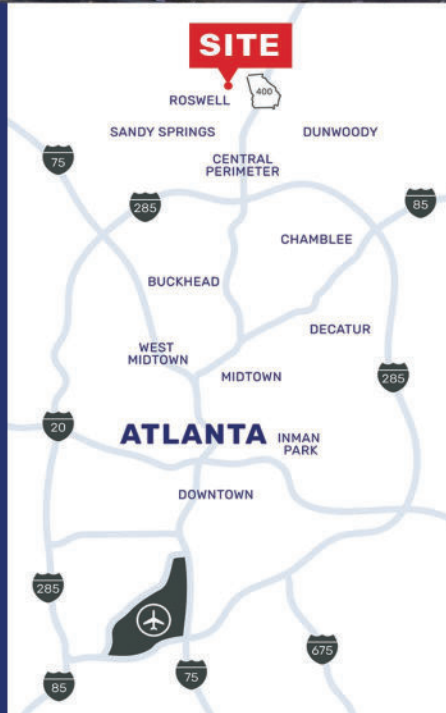 SITE
400
ROSWELL
SANDY SPRINGS
DUNWOODY
75
CENTRAL
PERIMETER
285
85
CHAMBLEE
BUCKHEAD
DECATUR
WEST
MIDTOWN
MIDTOWN
285
20
ATLANTA
INMAN
PARK
DOWNTOWN
285
675
75
85